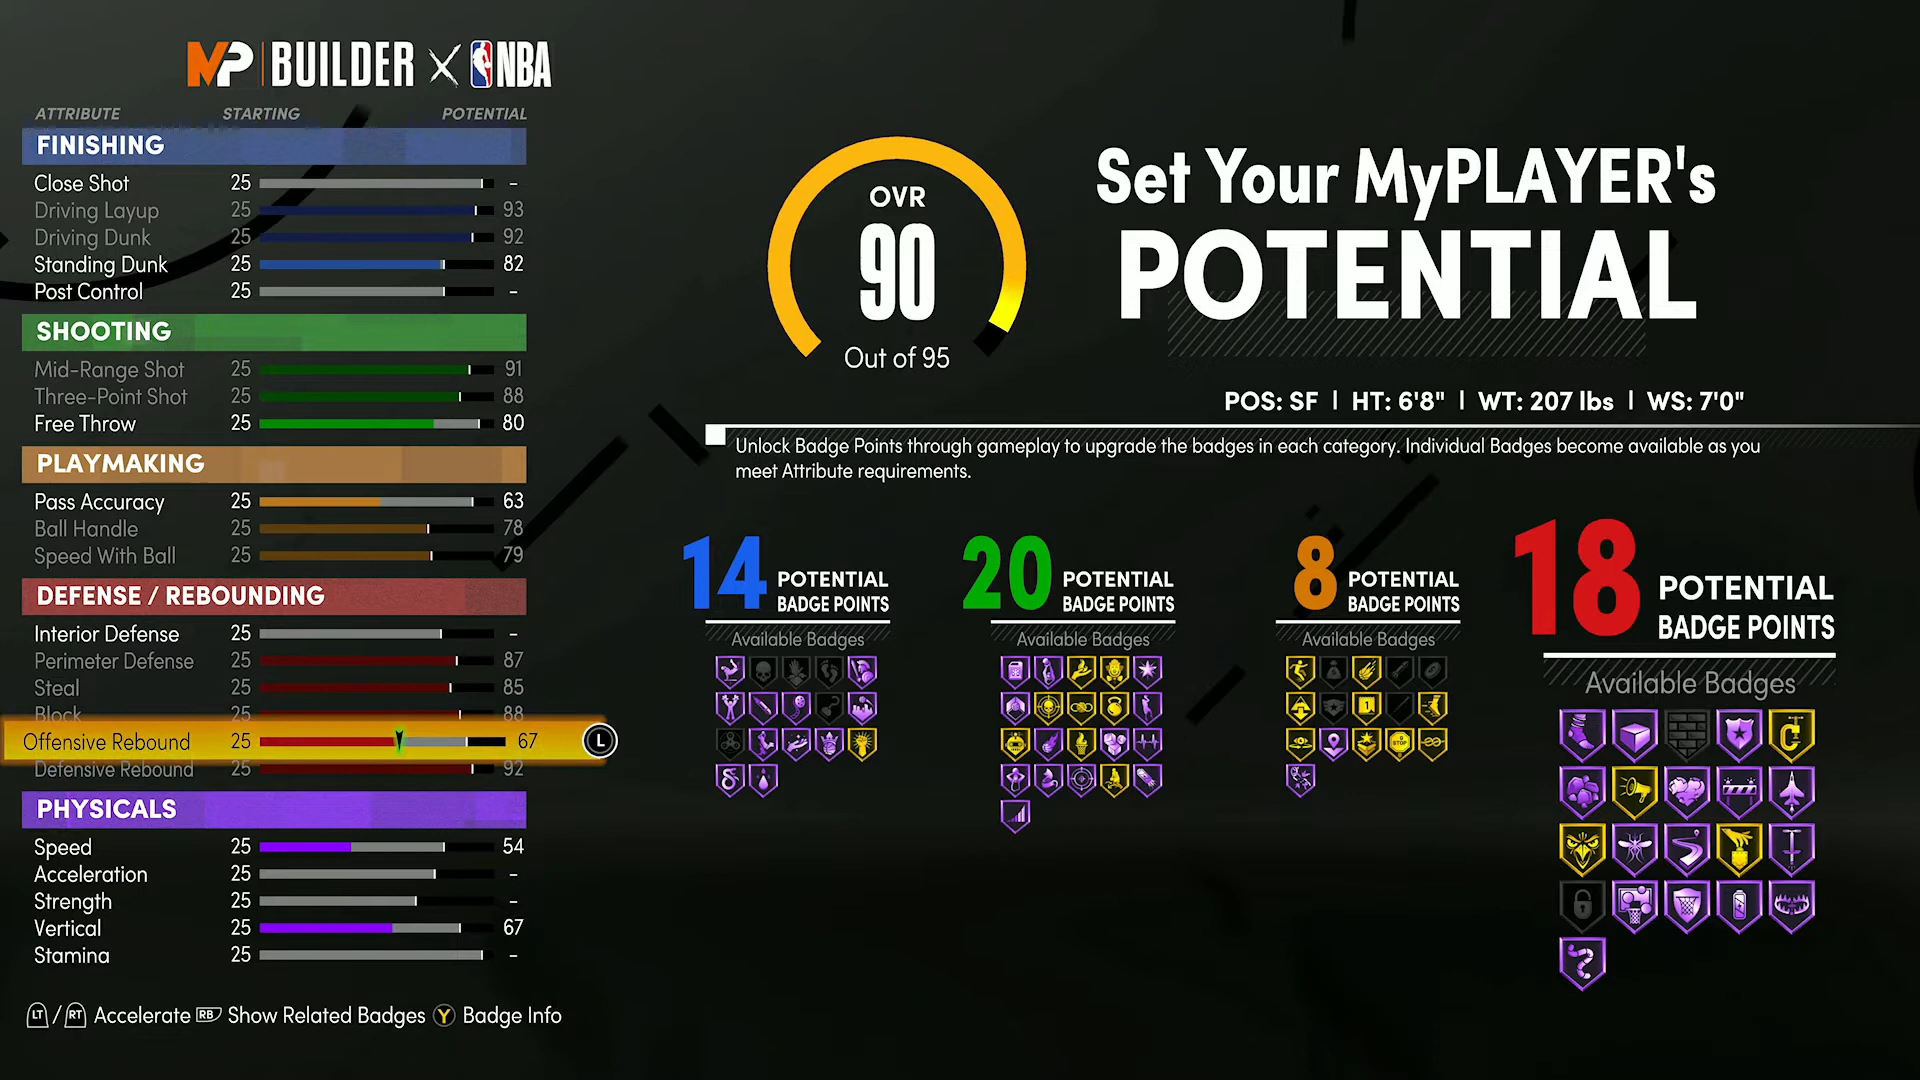 MP | BUILDER X NBA
ATTRIBUTE STARTING POTENTIAL
FINISHING
Close Shot 25 -
Driving Layup 25 93
Driving Dunk 25 92
Standing Dunk 25 82
Post Control 25 -
SHOOTING
Mid-Range Shot 25 91
Three-Point Shot 25 88
Free Throw 25 80
PLAYMAKING
Pass Accuracy 25 63
Ball Handle 25 78
Speed With Ball 25 79
DEFENSE / REBOUNDING
Interior Defense 25 -
Perimeter Defense 25 87
Steal 25 85
Block 25 88
Offensive Rebound 25 67 L
Defensive Rebound 25 92
PHYSICALS
Speed 25 54
Acceleration 25 -
Strength 25 -
Vertical 25 67
Stamina 25 -
LT / RT Accelerate RB Show Related Badges Y Badge Info
OVR
90
Out of 95
Set Your MyPLAYER's
POTENTIAL
POS: SF | HT: 6'8" | WT: 207 lbs | WS: 7'0"
Unlock Badge Points through gameplay to upgrade the badges in each category. Individual Badges become available as you
meet Attribute requirements.
14 POTENTIAL
BADGE POINTS
Available Badges
20 POTENTIAL
BADGE POINTS
Available Badges
8 POTENTIAL
BADGE POINTS
Available Badges
18 POTENTIAL
BADGE POINTS
Available Badges